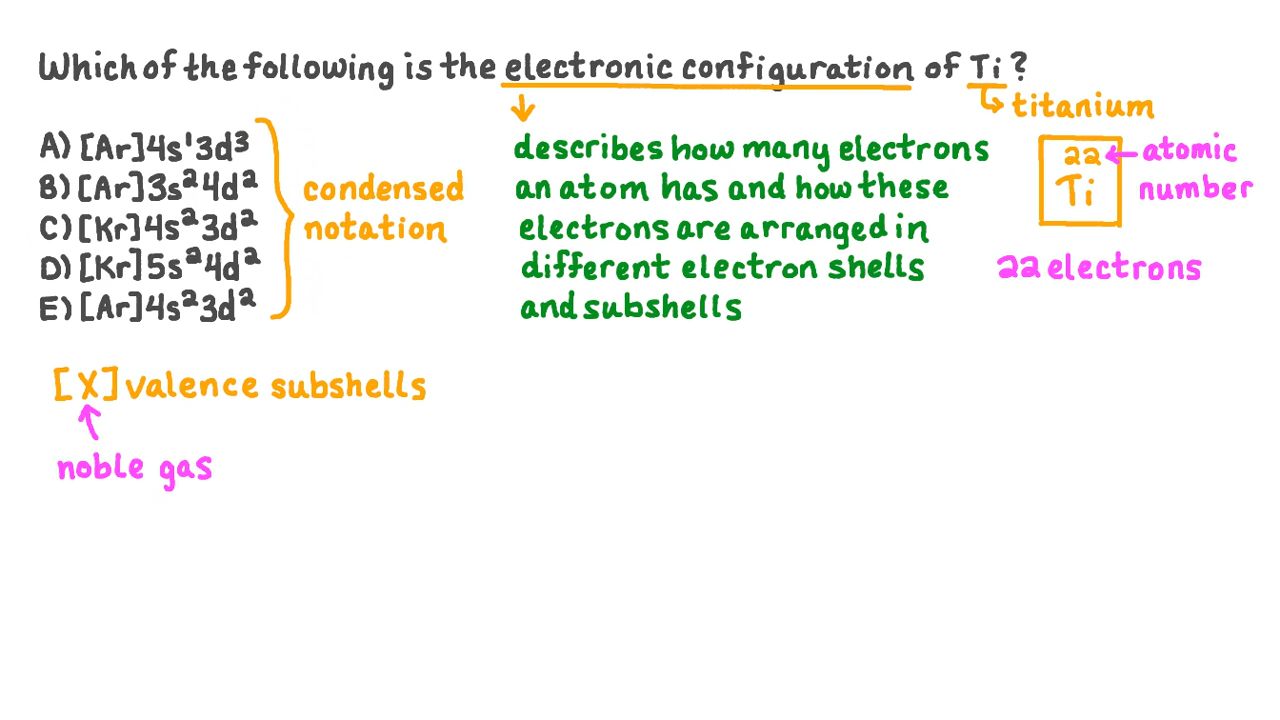 Which of the following is the electronic configuration of Ti?
titanium
A) [Ar]4s¹3d³
B) [Ar]3s²4d²
C) [Kr]4s²3d²
D) [Kr]5s²4d²
E) [Ar]4s²3d²
condensed
notation
describes how many electrons
an atom has and how these
electrons are arranged in
different electron shells
and subshells
22
Ti
atomic
number
22 electrons
[X] valence subshells
noble gas